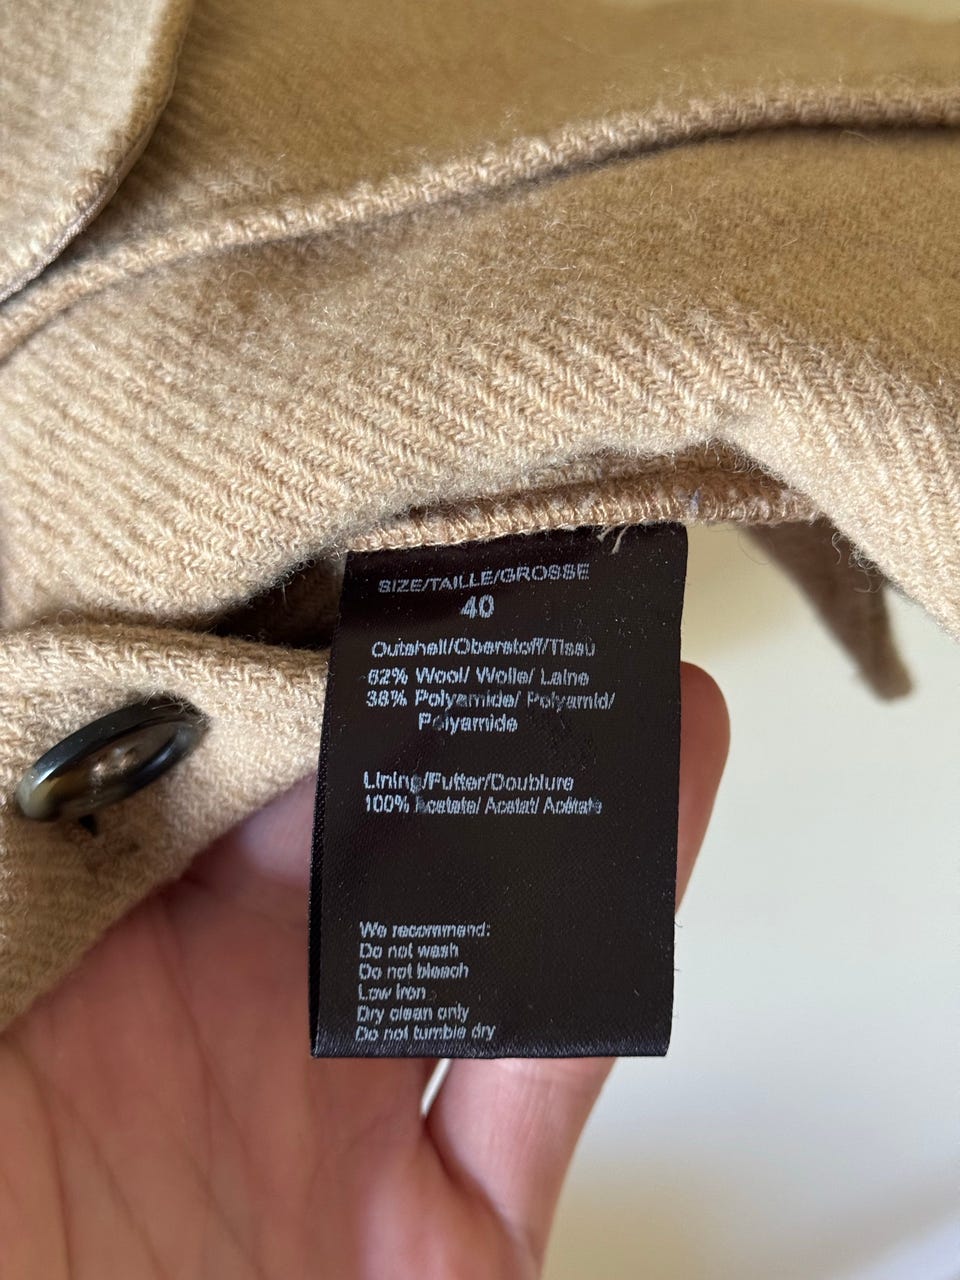 SIZE/TAILLE/GROSSE
40
Outshell/Oberstoff/Tissu
62% Wool/ Wolle/ Laine
38% Polyamide/ Polyamid/
Polyamide
Lining/Futter/Doublure
100% Acetate/ Acetat/ Acétate
We recommend:
Do not wash
Do not bleach
Low iron
Dry clean only
Do not tumble dry